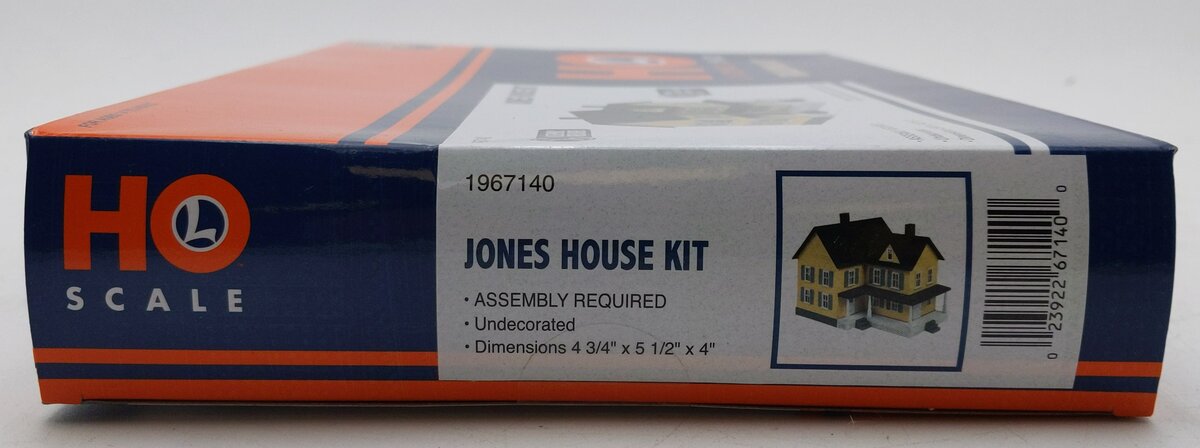 HO
HO
L
SCALE
1967140
JONES HOUSE KIT
• ASSEMBLY REQUIRED
• Undecorated
• Dimensions 4 3/4" x 5 1/2" x 4"
0 23922 67140 0